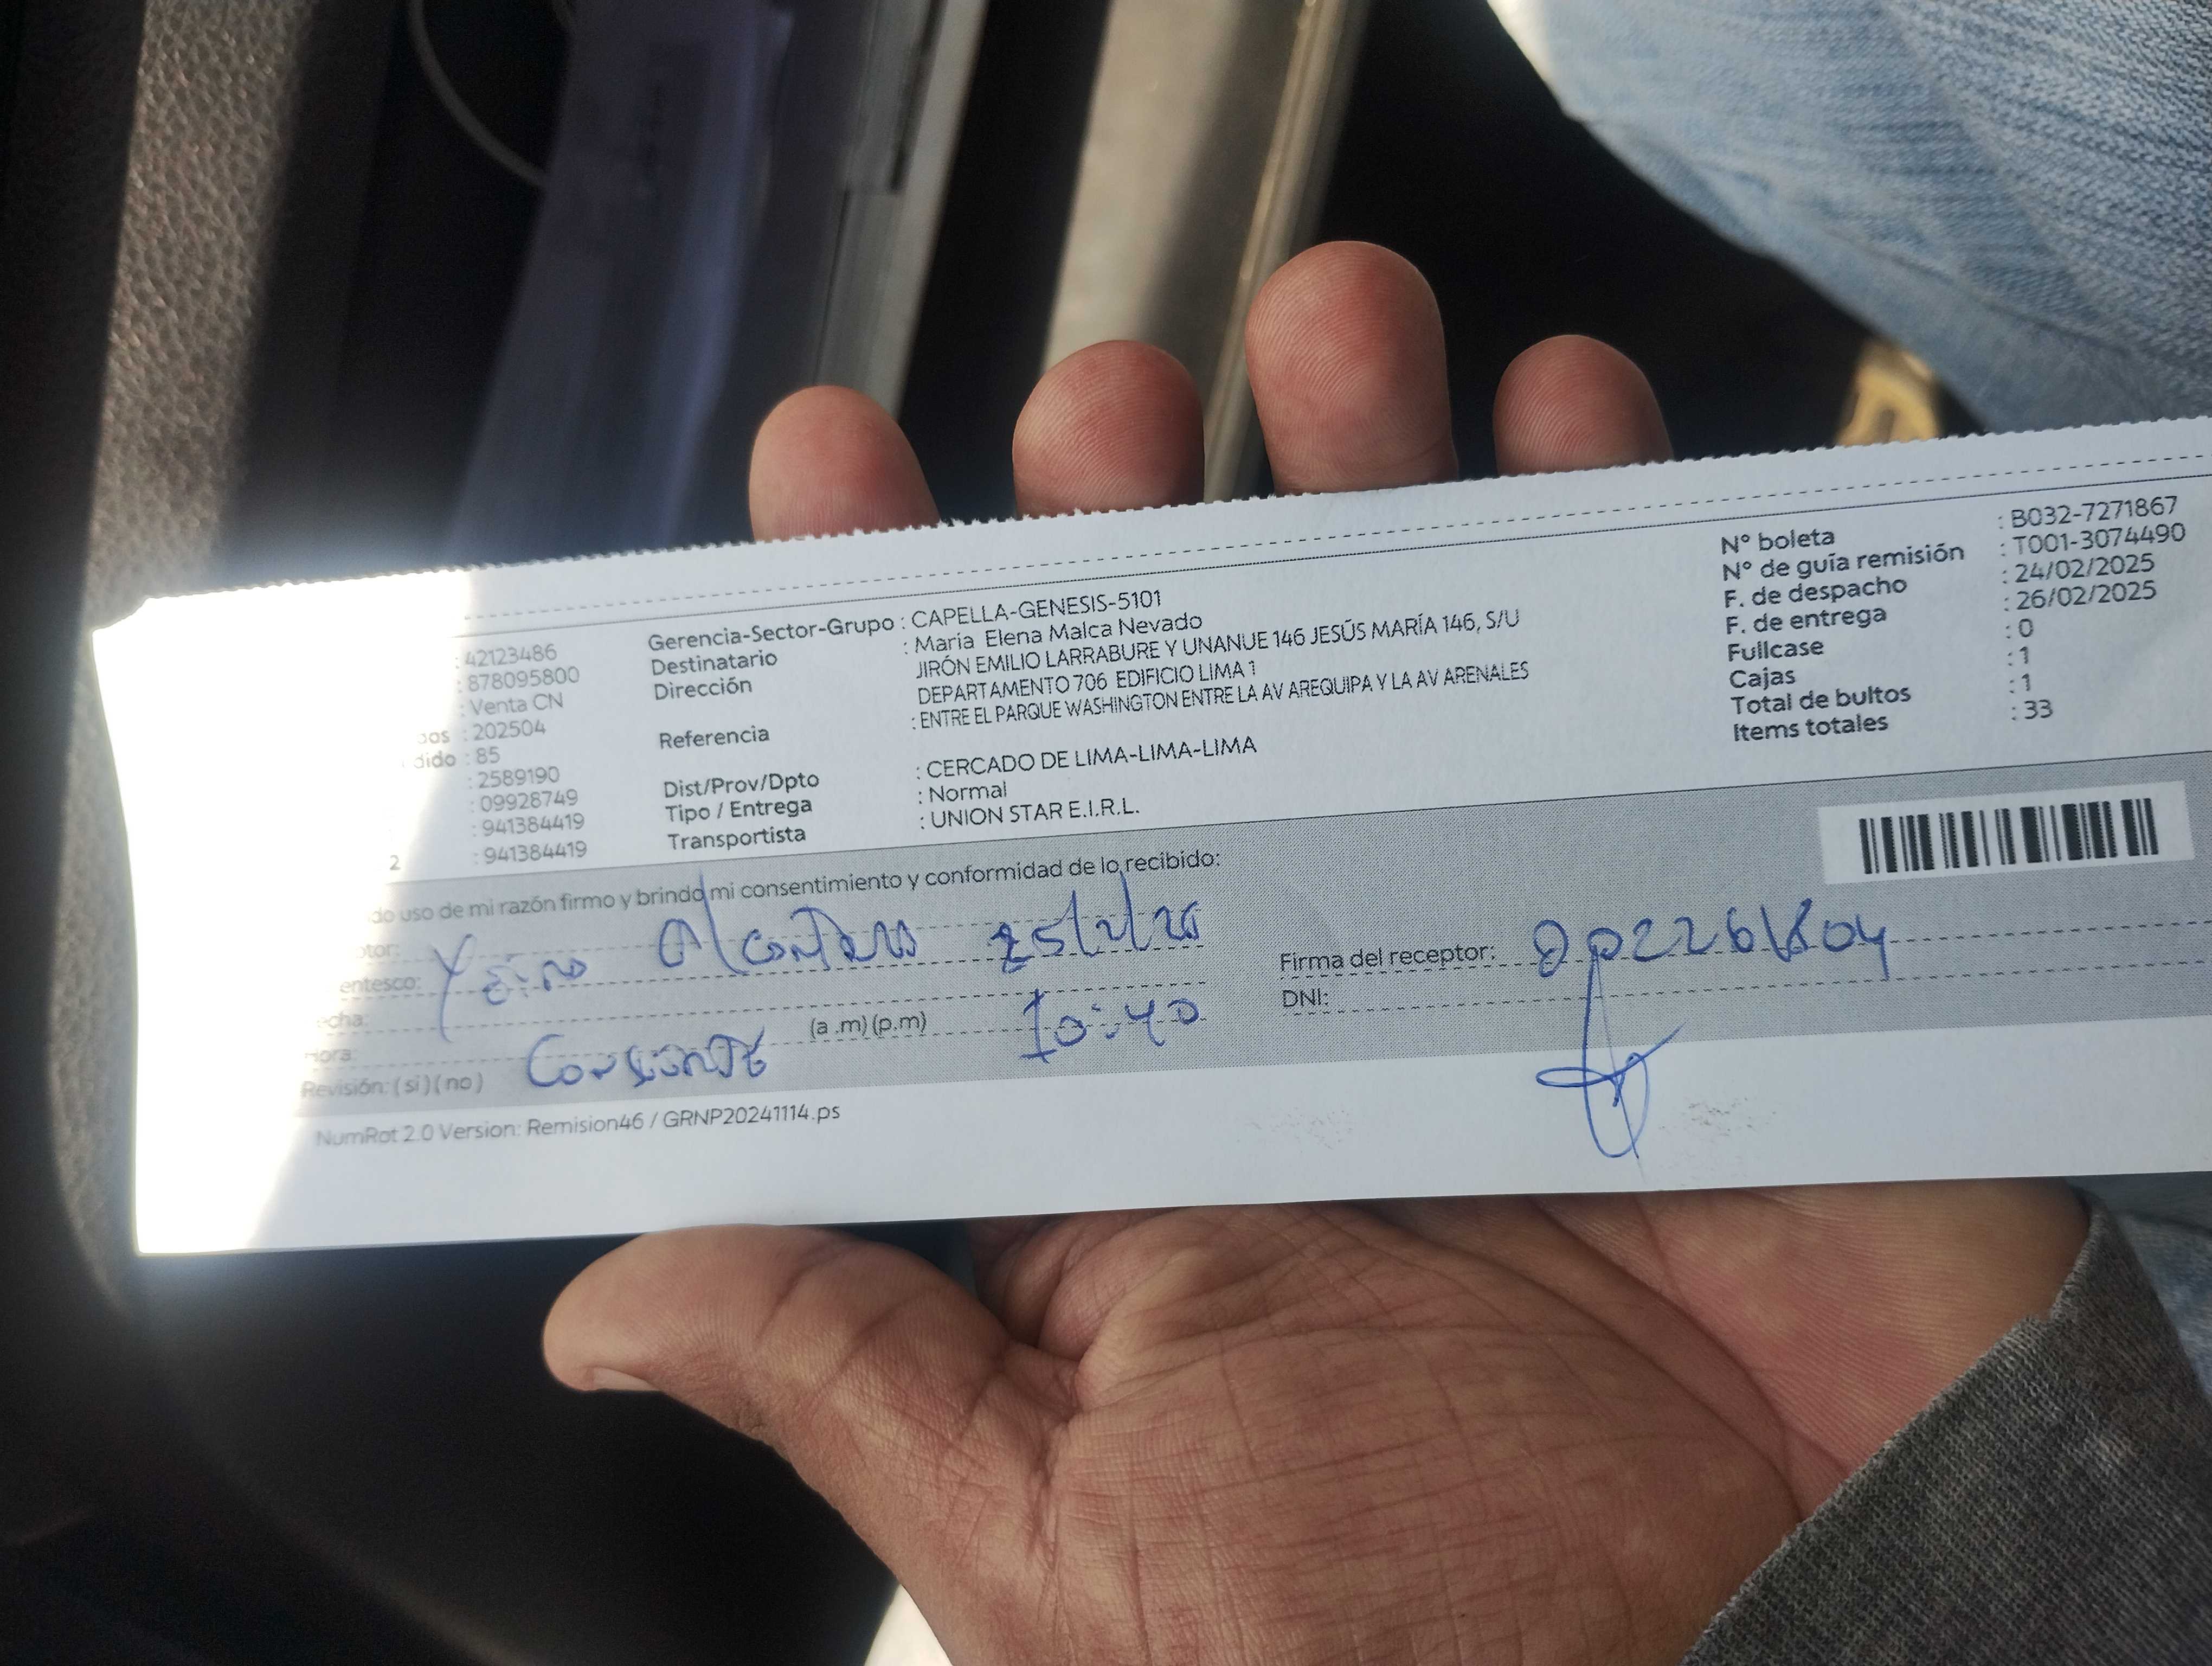 : 42123486
: 878095800
: Venta CN
: 202504
dido : 85
: 2589190
: 09928749
: 941384419
2 : 941384419
Gerencia-Sector-Grupo : CAPELLA-GENESIS-5101
Destinatario : Maria Elena Malca Nevado
Dirección JIRÓN EMILIO LARRABURE Y UNANUE 146 JESÚS MARÍA 146, S/U
DEPARTAMENTO 706 EDIFICIO LIMA 1
Referencia : ENTRE EL PARQUE WASHINGTON ENTRE LA AV AREQUIPA Y LA AV ARENALES
Dist/Prov/Dpto : CERCADO DE LIMA-LIMA-LIMA
Tipo / Entrega : Normal
Transportista : UNION STAR E.I.R.L.
N° boleta : B032-7271867
N° de guía remisión : T001-3074490
F. de despacho : 24/02/2025
F. de entrega : 26/02/2025
Fullcase : 0
Cajas : 1
Total de bultos : 1
Items totales : 33
do uso de mi razón firmo y brindo mi consentimiento y conformidad de lo recibido:
ptor:
entesco:
echa:
Hora: (a .m) (p.m) 10:40
Revisión: ( si ) ( no )
Firma del receptor:
DNI:
NumRot 2.0 Version: Remision46 / GRNP20241114.ps